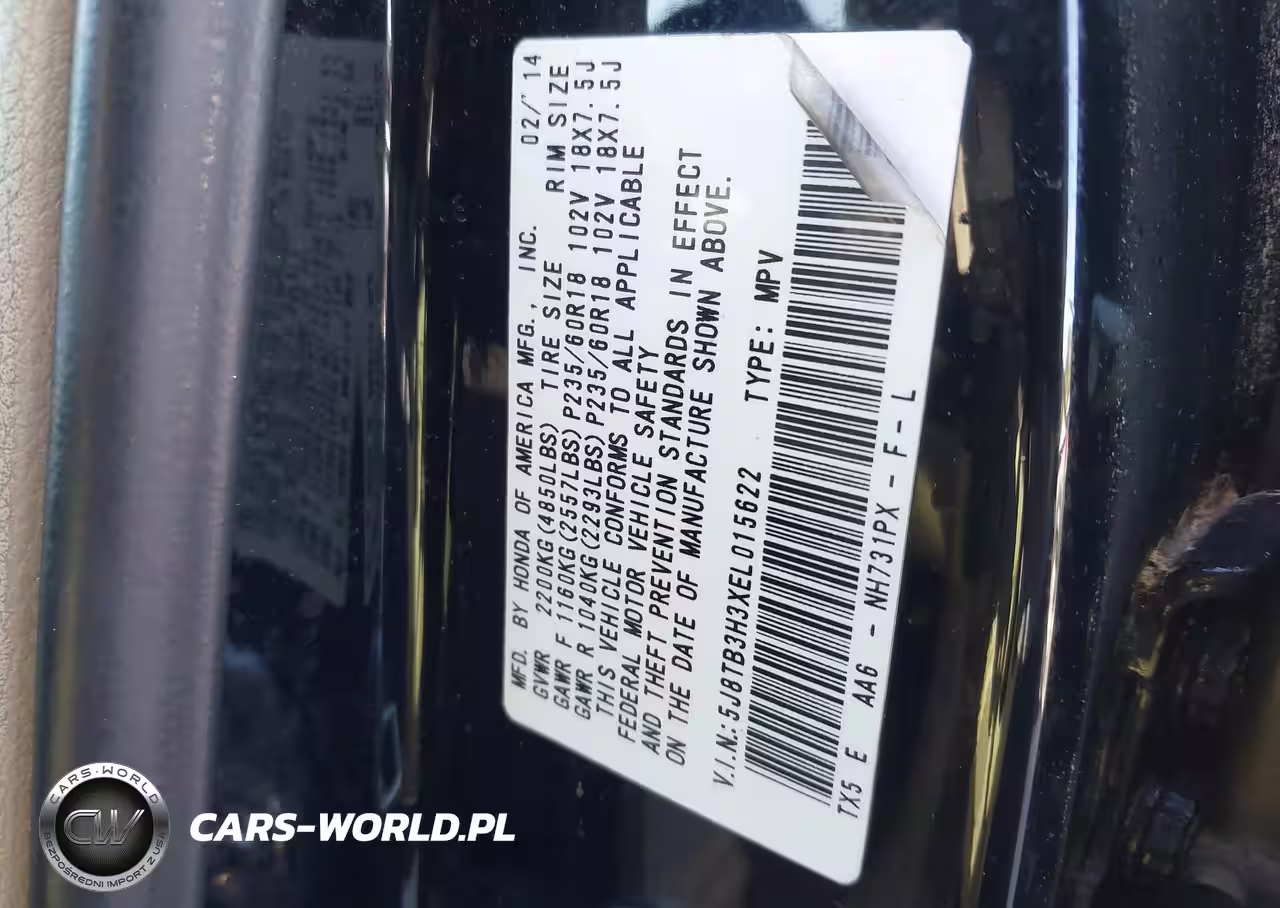 MFD. BY HONDA OF AMERICA MFG., INC. 02/'14
GVWR 2200KG(4850LBS) TIRE SIZE RIM SIZE
GAWR F 1160KG(2557LBS) P235/60R18 102V 18X7.5J
GAWR R 1040KG(2293LBS) P235/60R18 102V 18X7.5J
THIS VEHICLE CONFORMS TO ALL APPLICABLE
FEDERAL MOTOR VEHICLE SAFETY
AND THEFT PREVENTION STANDARDS IN EFFECT
ON THE DATE OF MANUFACTURE SHOWN ABOVE.
V.I.N.: 5J8TB3H3XEL015622 TYPE: MPV
TX5 E AA6 - NH731PX - F - L
CARS-WORLD
CW
BEZPOŚREDNI IMPORT Z USA
CARS-WORLD.PL